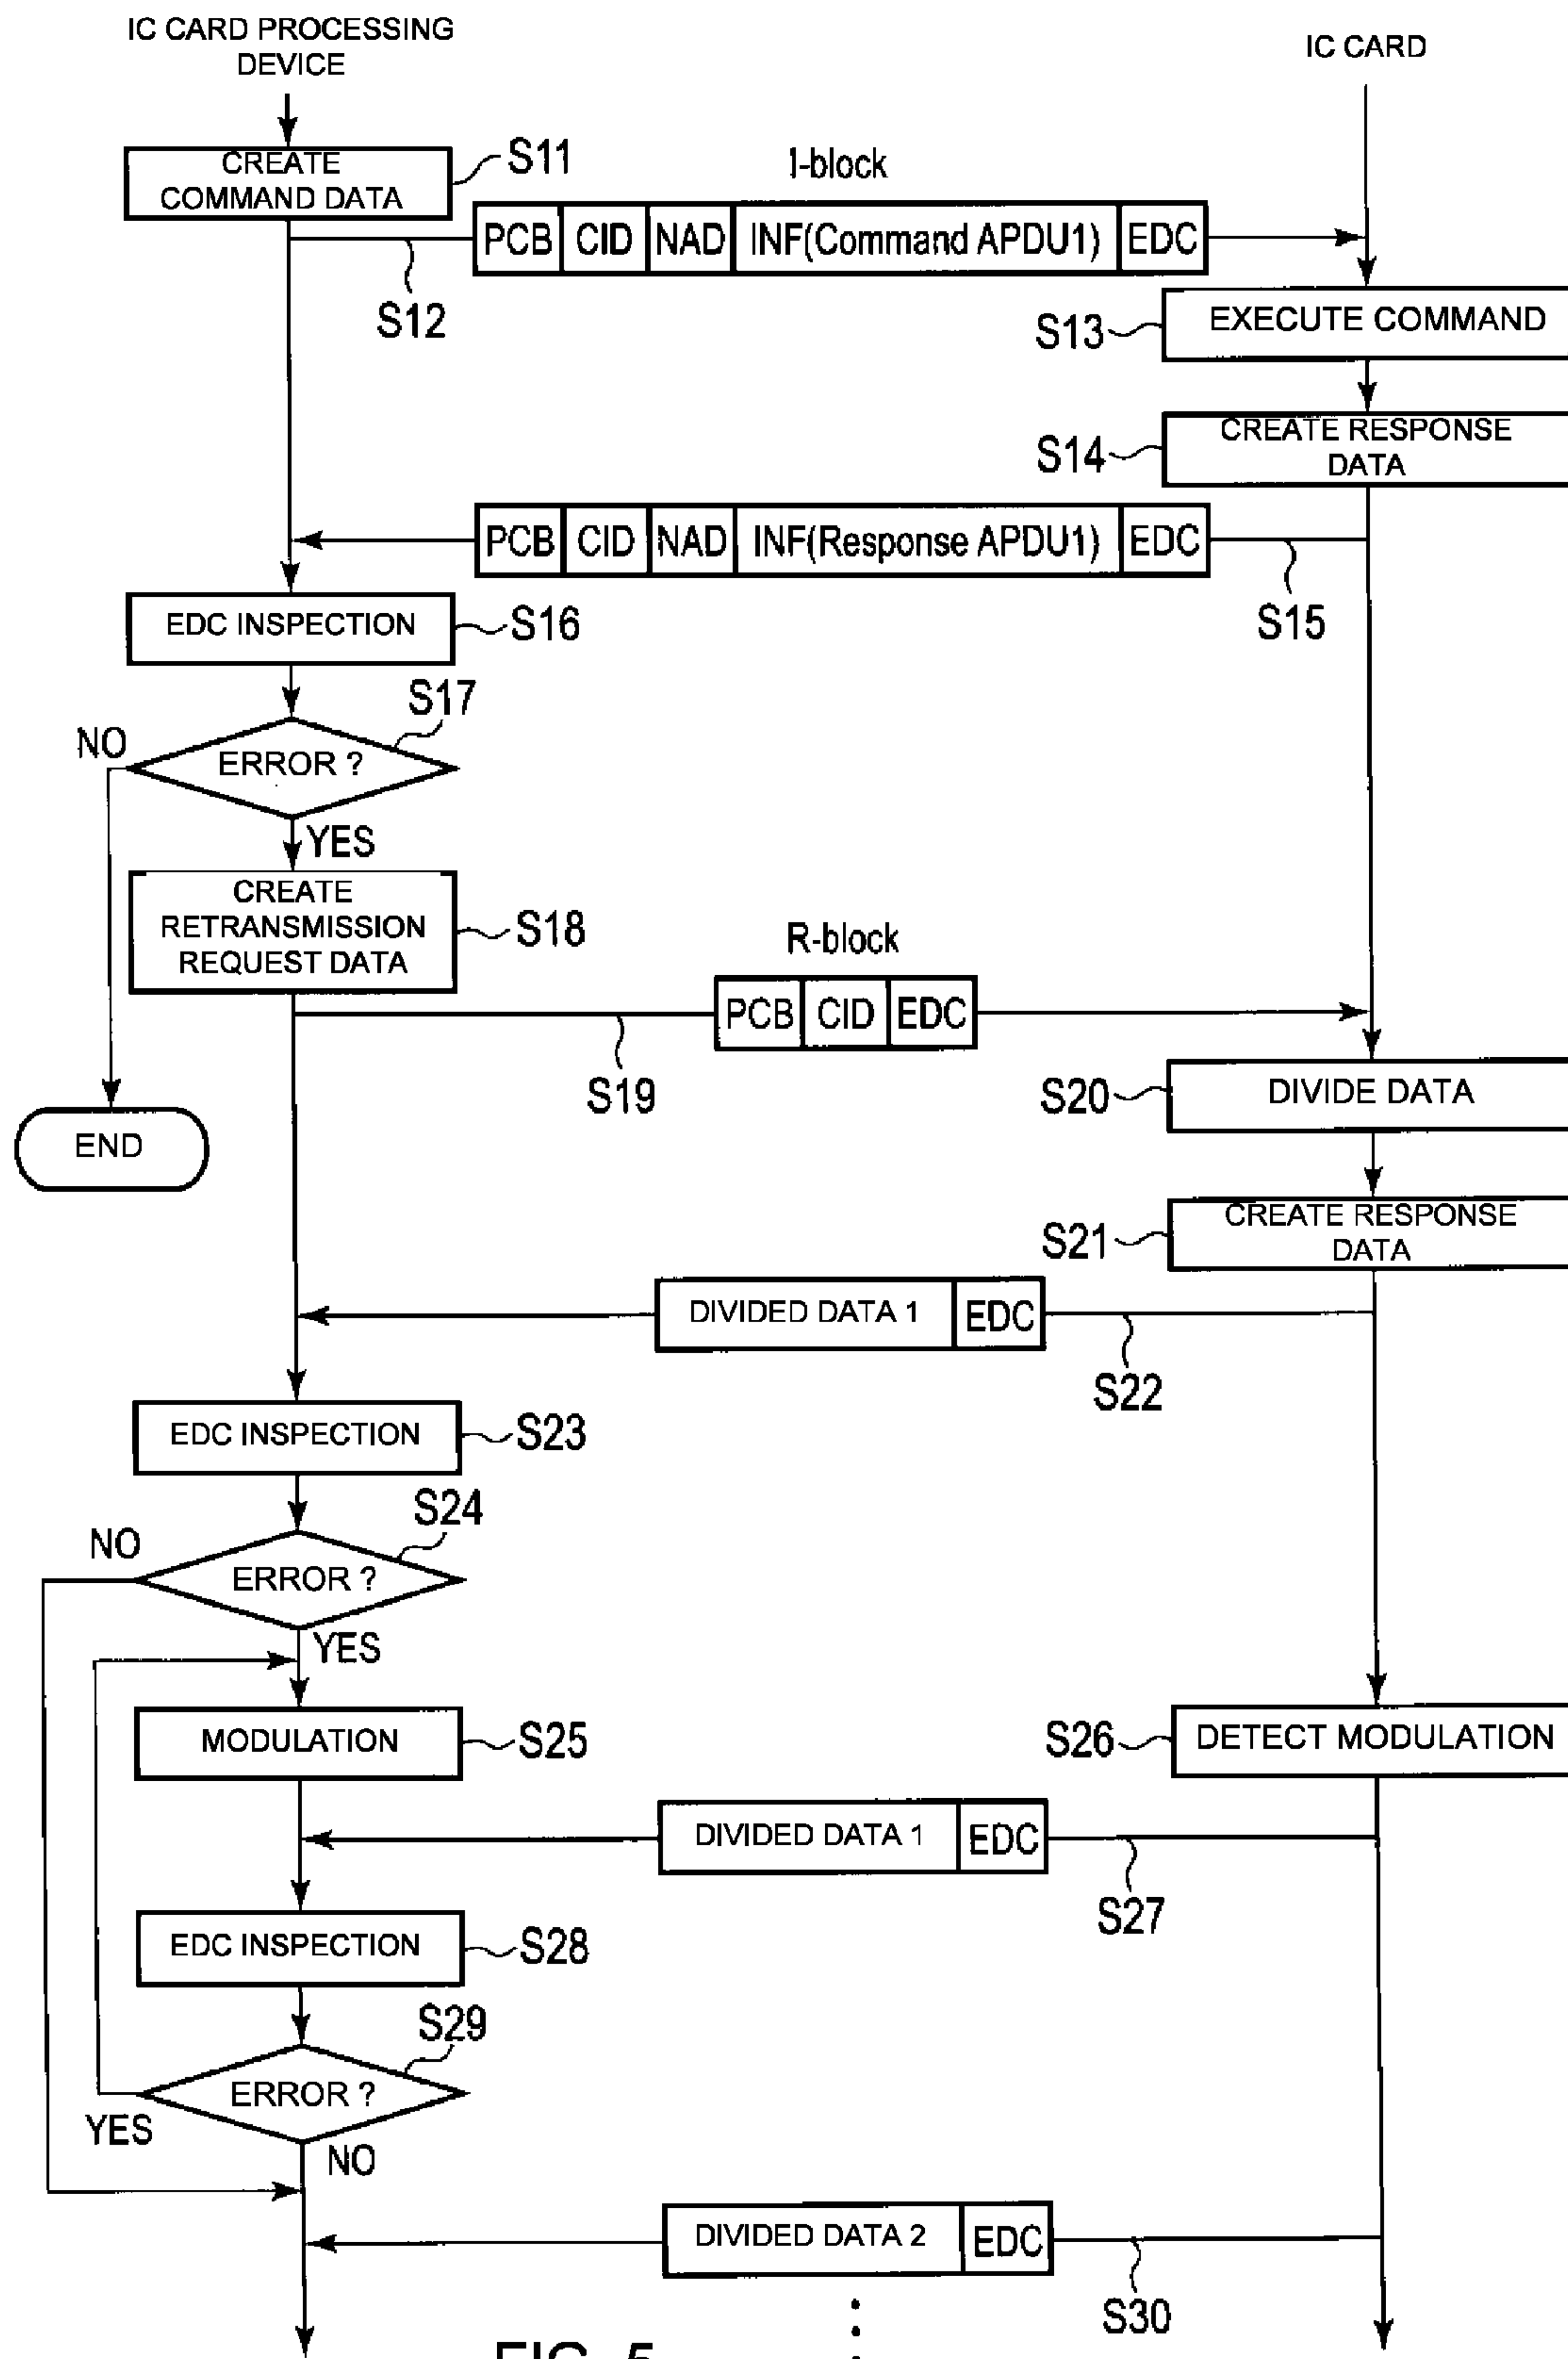 IC CARD PROCESSING
DEVICE
IC CARD
CREATE
COMMAND DATA
S11
I-block
PCB CID NAD INF(Command APDU1) EDC
S12
S13
EXECUTE COMMAND
S14
CREATE RESPONSE
DATA
PCB CID NAD INF(Response APDU1) EDC
S15
EDC INSPECTION
S16
S17
NO
ERROR ?
YES
CREATE
RETRANSMISSION
REQUEST DATA
S18
R-block
PCB CID EDC
S19
S20
DIVIDE DATA
END
S21
CREATE RESPONSE
DATA
DIVIDED DATA 1 EDC
S22
EDC INSPECTION
S23
S24
NO
ERROR ?
YES
MODULATION
S25
S26
DETECT MODULATION
DIVIDED DATA 1 EDC
S27
EDC INSPECTION
S28
S29
ERROR ?
YES
NO
DIVIDED DATA 2 EDC
S30
FIG. 5